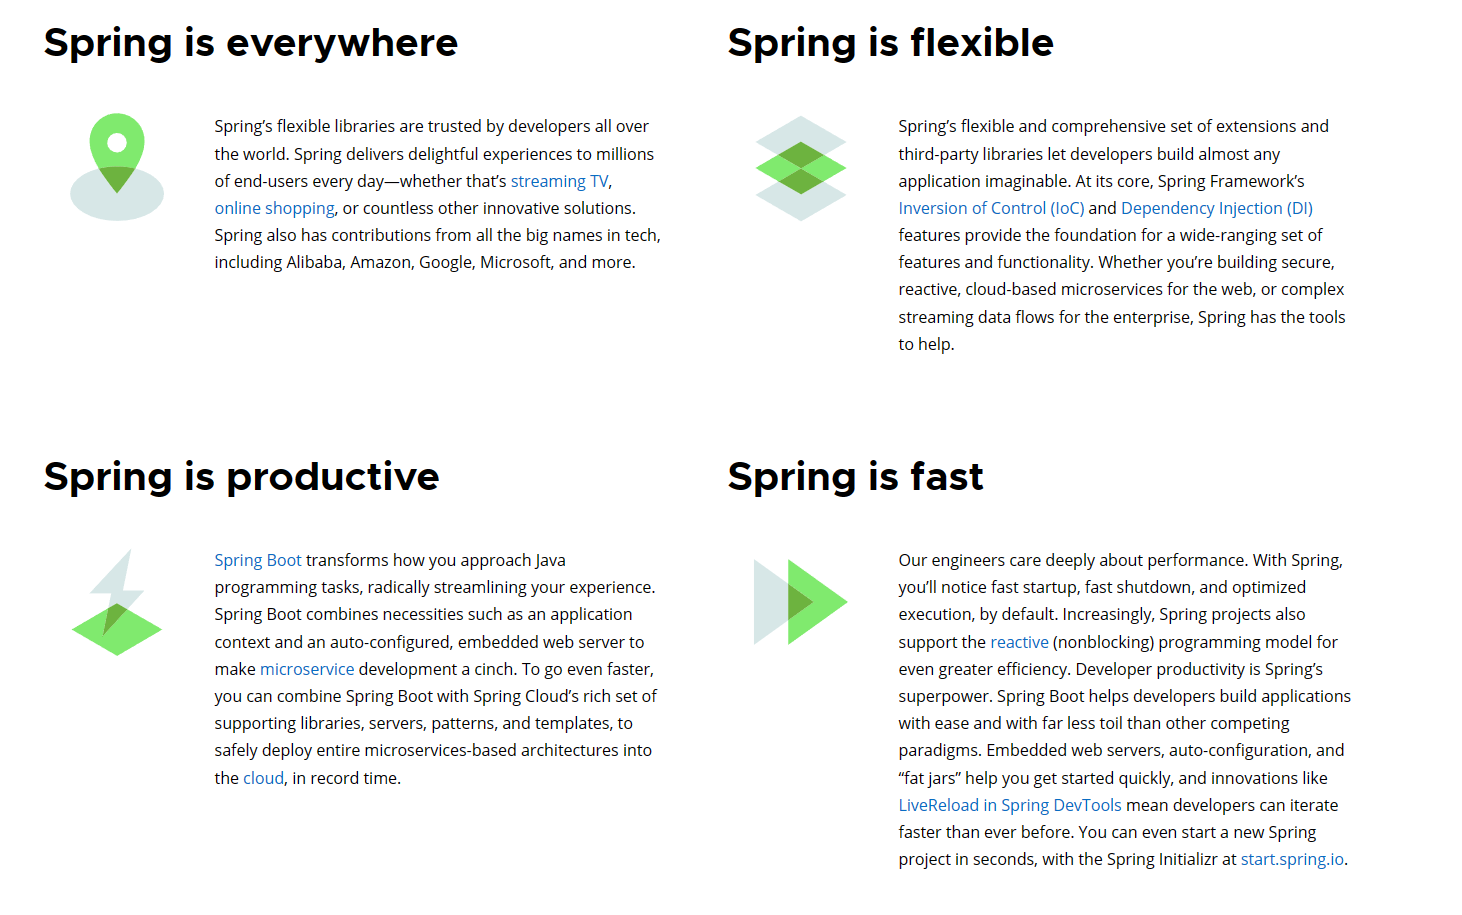 Spring is everywhere
Spring’s flexible libraries are trusted by developers all over
the world. Spring delivers delightful experiences to millions
of end-users every day—whether that’s streaming TV,
online shopping, or countless other innovative solutions.
Spring also has contributions from all the big names in tech,
including Alibaba, Amazon, Google, Microsoft, and more.
Spring is flexible
Spring’s flexible and comprehensive set of extensions and
third-party libraries let developers build almost any
application imaginable. At its core, Spring Framework’s
Inversion of Control (IoC) and Dependency Injection (DI)
features provide the foundation for a wide-ranging set of
features and functionality. Whether you’re building secure,
reactive, cloud-based microservices for the web, or complex
streaming data flows for the enterprise, Spring has the tools
to help.
Spring is productive
Spring Boot transforms how you approach Java
programming tasks, radically streamlining your experience.
Spring Boot combines necessities such as an application
context and an auto-configured, embedded web server to
make microservice development a cinch. To go even faster,
you can combine Spring Boot with Spring Cloud’s rich set of
supporting libraries, servers, patterns, and templates, to
safely deploy entire microservices-based architectures into
the cloud, in record time.
Spring is fast
Our engineers care deeply about performance. With Spring,
you’ll notice fast startup, fast shutdown, and optimized
execution, by default. Increasingly, Spring projects also
support the reactive (nonblocking) programming model for
even greater efficiency. Developer productivity is Spring’s
superpower. Spring Boot helps developers build applications
with ease and with far less toil than other competing
paradigms. Embedded web servers, auto-configuration, and
“fat jars” help you get started quickly, and innovations like
LiveReload in Spring DevTools mean developers can iterate
faster than ever before. You can even start a new Spring
project in seconds, with the Spring Initializr at start.spring.io.